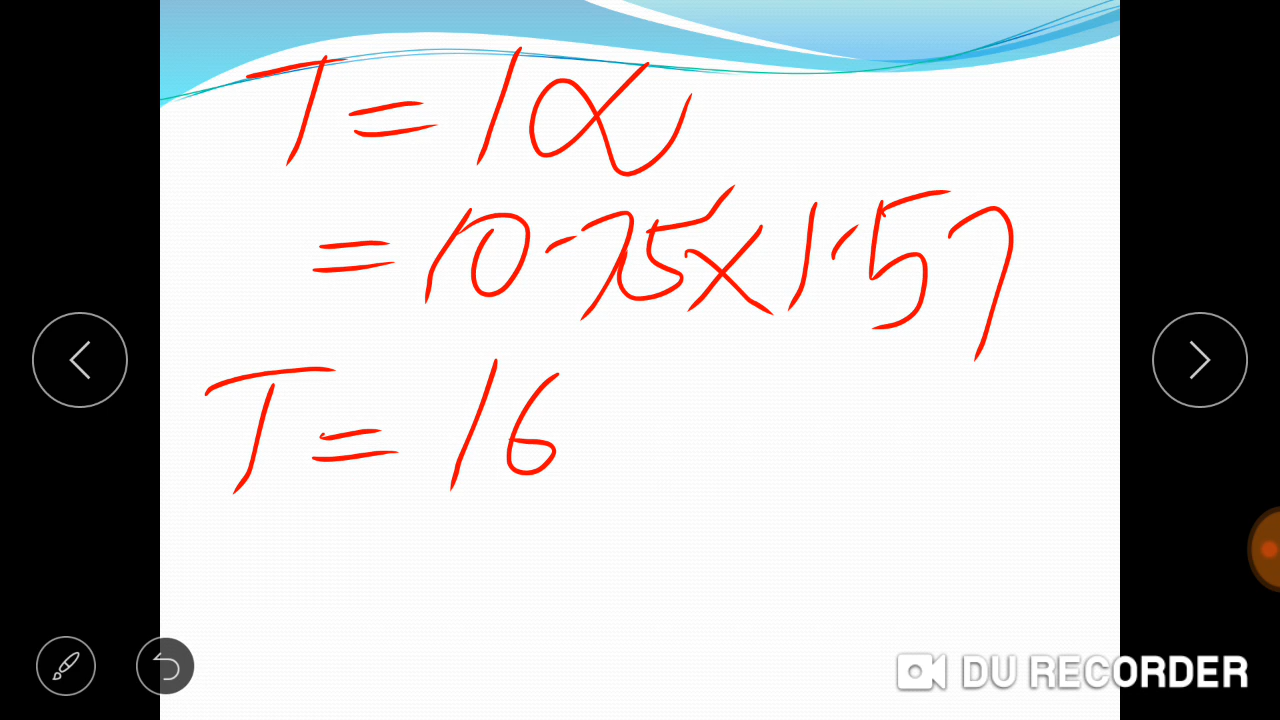 T = Iα
= 10.75 x 1.57
T = 16
DU RECORDER